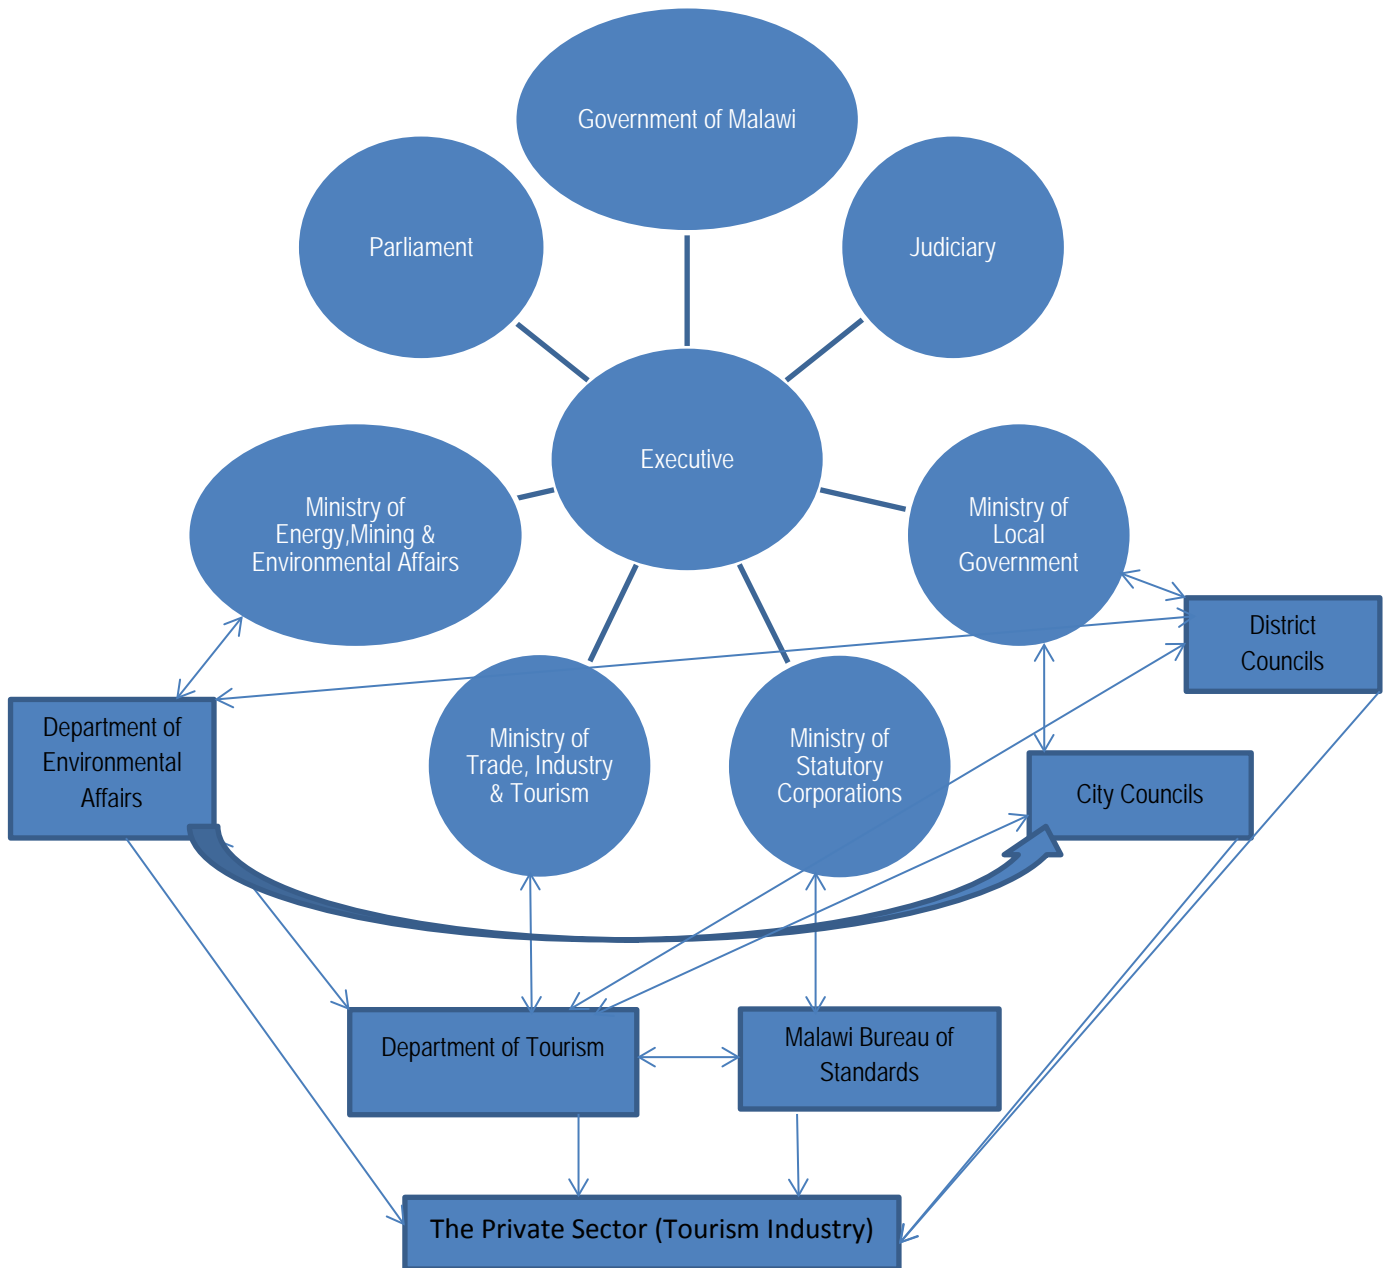 Government of Malawi
Parliament
Judiciary
Executive
Ministry of
Energy,Mining &
Environmental Affairs
Ministry of
Local
Government
District
Councils
Department of
Environmental
Affairs
Ministry of
Trade, Industry
& Tourism
Ministry of
Statutory
Corporations
City Councils
Department of Tourism
Malawi Bureau of
Standards
The Private Sector (Tourism Industry)